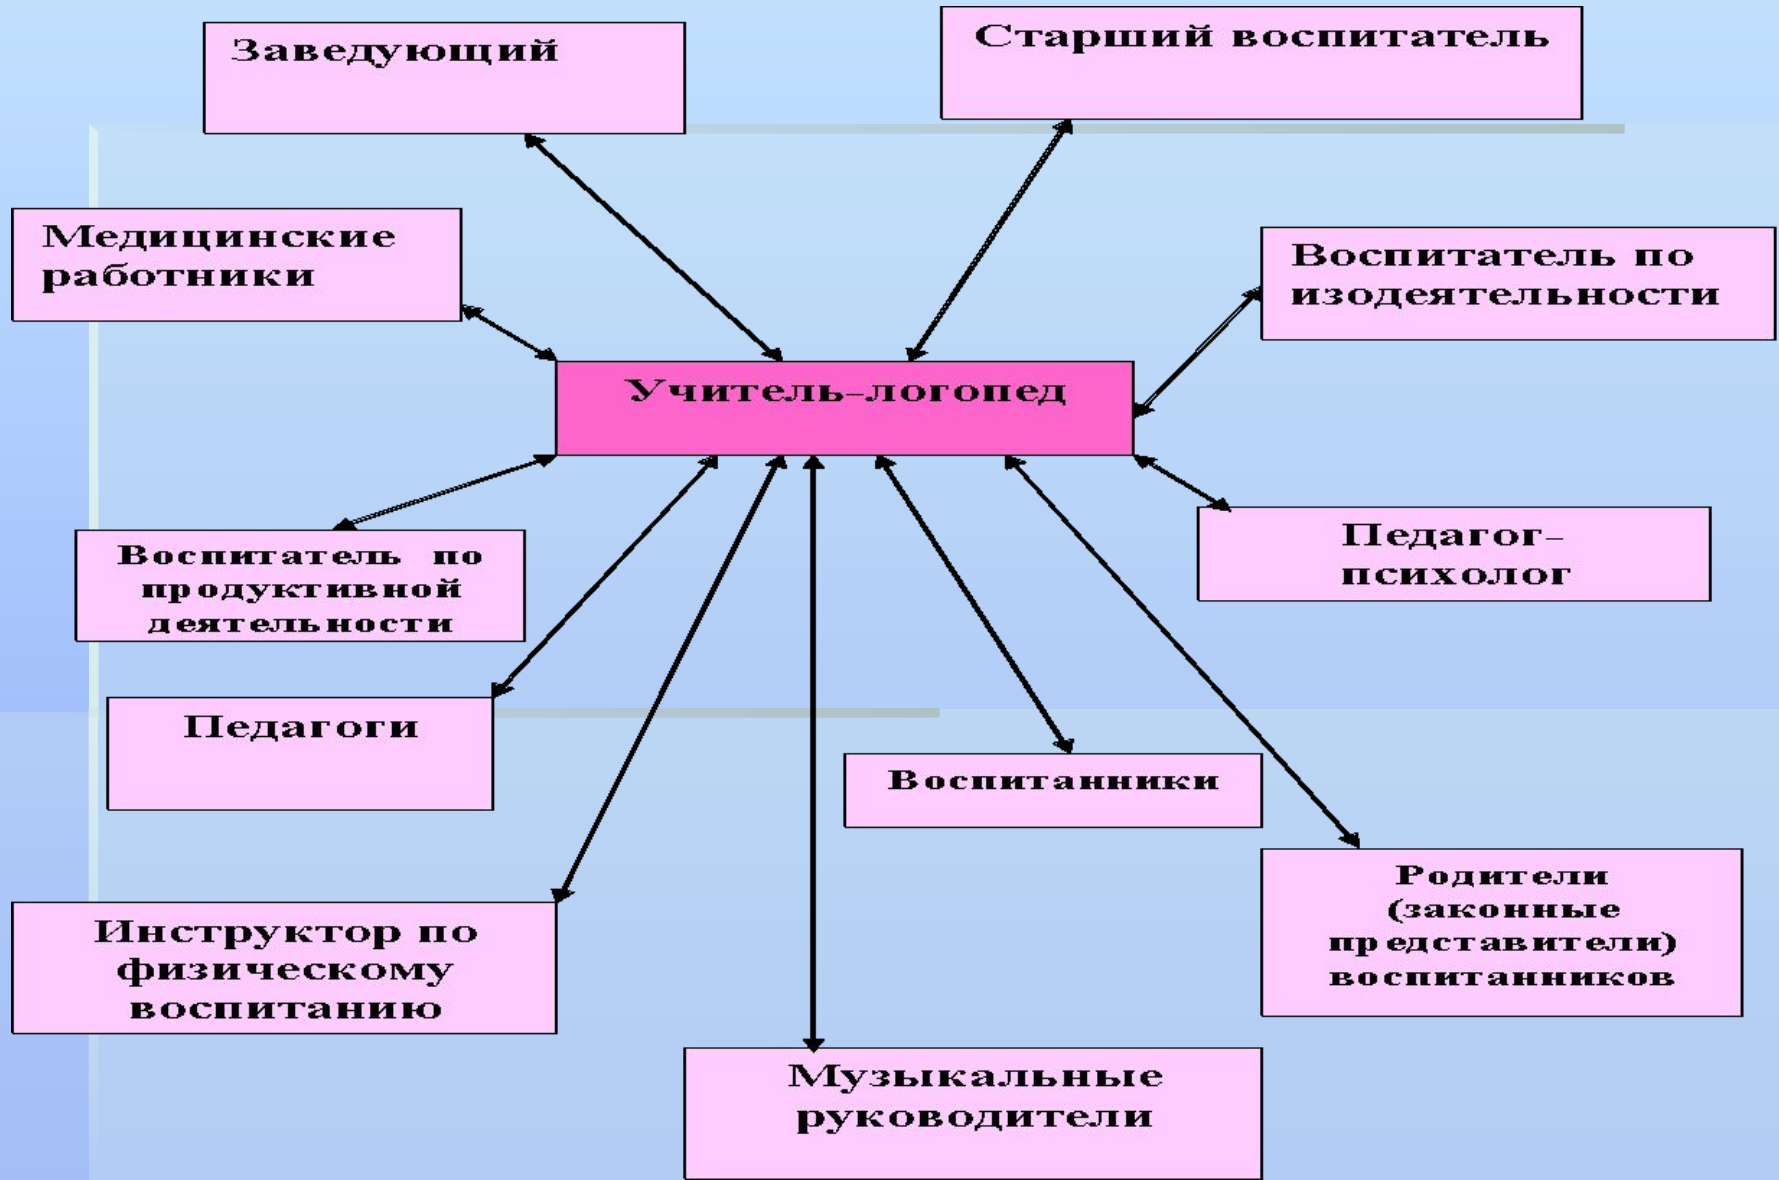 Заведующий
Старший воспитатель
Медицинские
работники
Воспитатель по
изодеятельности
Учитель-логопед
Воспитатель по
продуктивной
деятельности
Педагог-
психолог
Педагоги
Воспитанники
Инструктор по
физическому
воспитанию
Родители
(законные
представители)
воспитанников
Музыкальные
руководители